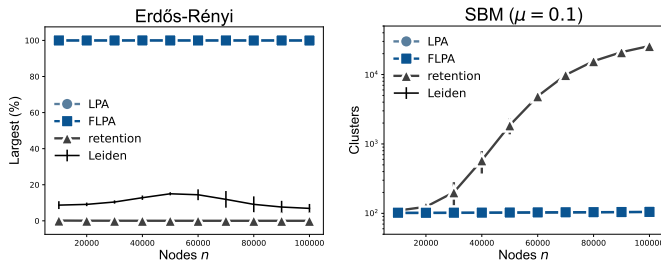 Erdős-Rényi
Largest (%)
100
80
60
40
20
0
LPA
FLPA
retention
Leiden
20000 40000 60000 80000 100000
Nodes n
SBM (μ = 0.1)
Clusters
10⁴
10³
10²
LPA
FLPA
retention
Leiden
20000 40000 60000 80000 100000
Nodes n